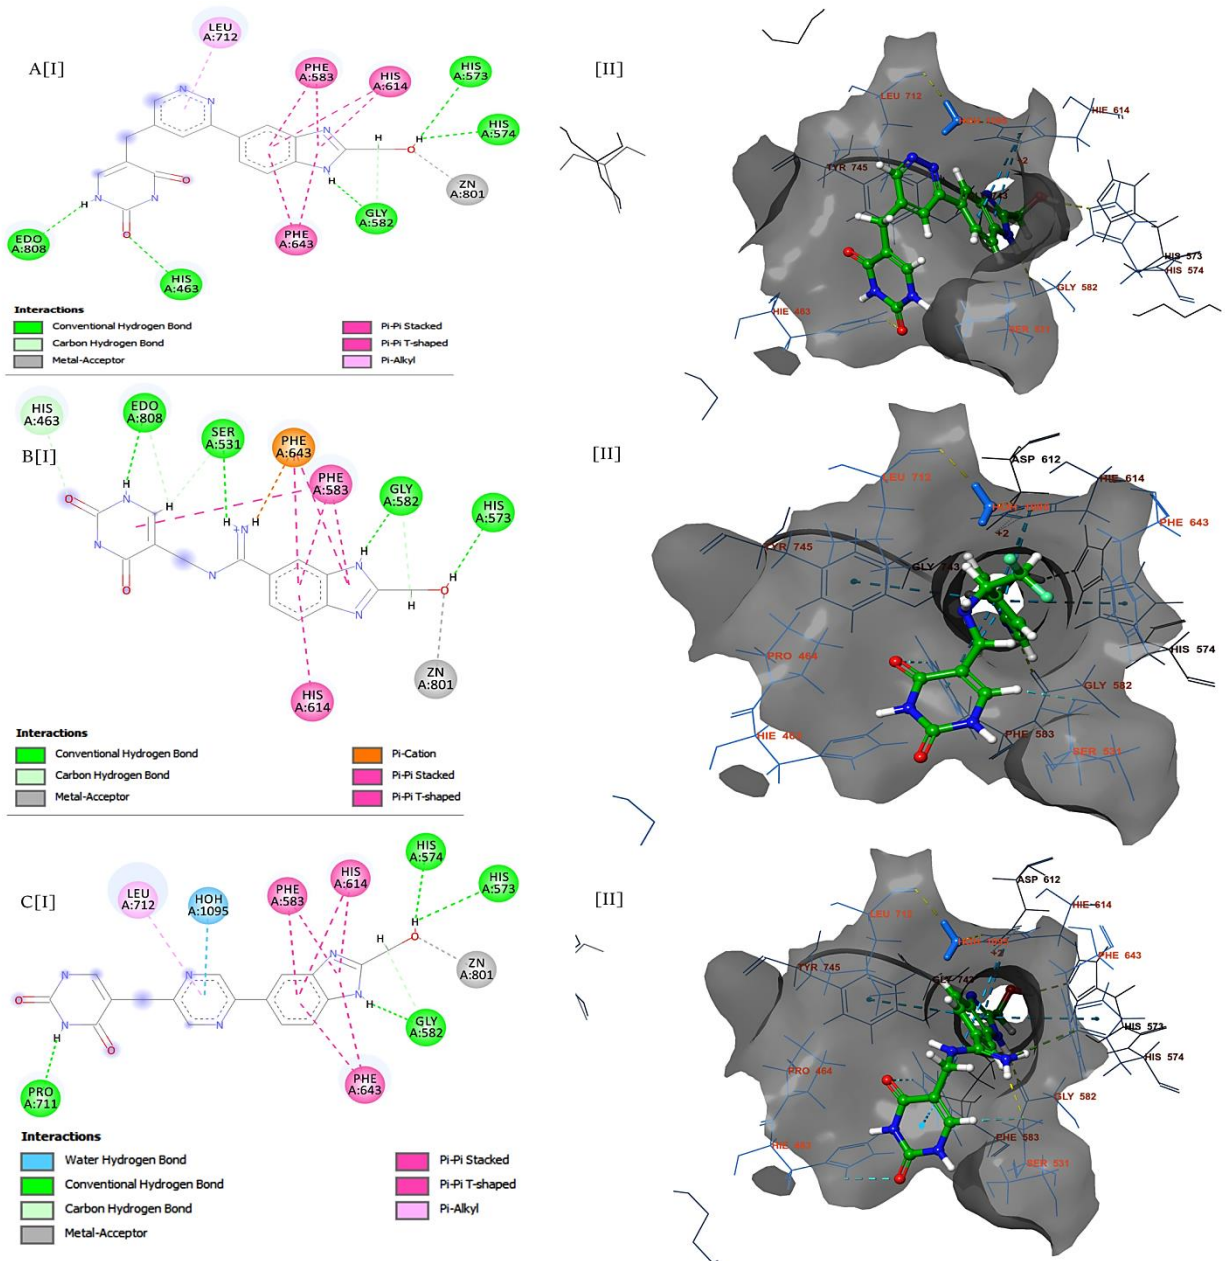 A[I]
LEU
A:712
PHE
A:583
HIS
A:614
HIS
A:573
HIS
A:574
ZN
A:801
GLY
A:582
PHE
A:643
EDO
A:808
HIS
A:463
N
N
N
N
H
H
H
O
O
O
N
N
H
H
Interactions
Conventional Hydrogen Bond
Carbon Hydrogen Bond
Metal-Acceptor
Pi-Pi Stacked
Pi-Pi T-shaped
Pi-Alkyl
[II]
LEU 712
HIE 614
+2
TYR 745
HIS 573
HIS 574
GLY 582
HIE 463
B[I]
HIS
A:463
EDO
A:808
SER
A:531
PHE
A:643
PHE
A:583
GLY
A:582
HIS
A:573
ZN
A:801
HIS
A:614
H
H
H
H
+N
N
H
O
NH
N
O
N
H
N
H
O
H
N
Interactions
Conventional Hydrogen Bond
Carbon Hydrogen Bond
Metal-Acceptor
Pi-Cation
Pi-Pi Stacked
Pi-Pi T-shaped
[II]
ASP 612
LEU 712
HIE 614
PHE 643
+2
TYR 745
GLY 743
PRO 464
HIS 574
GLY 582
PHE 583
SER 531
C[I]
LEU
A:712
HOH
A:1095
PHE
A:583
HIS
A:614
HIS
A:574
HIS
A:573
ZN
A:801
GLY
A:582
PHE
A:643
PRO
A:711
N
N
N
N
H
O
O
N
N
H
H
H
O
Interactions
Water Hydrogen Bond
Conventional Hydrogen Bond
Carbon Hydrogen Bond
Metal-Acceptor
Pi-Pi Stacked
Pi-Pi T-shaped
Pi-Alkyl
[II]
ASP 612
HIE 614
PHE 643
TYR 745
HIS 573
HIS 574
PRO 464
GLY 582
PHE 583
SER 531